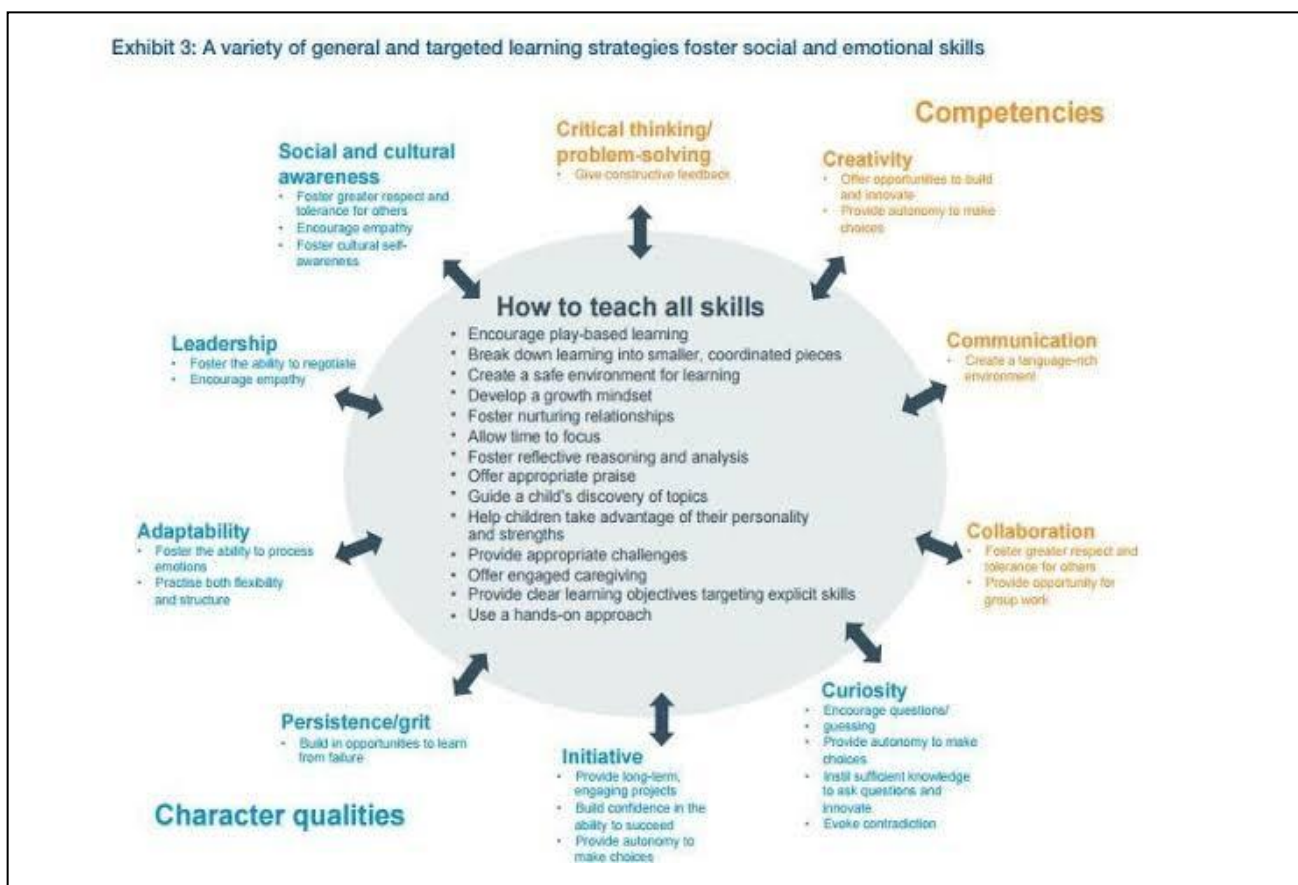 Exhibit 3: A variety of general and targeted learning strategies foster social and emotional skills
Competencies
Critical thinking/
problem-solving
• Give constructive feedback
Creativity
• Offer opportunities to build
and innovate
• Provide autonomy to make
choices
Social and cultural
awareness
• Foster greater respect and
tolerance for others
• Encourage empathy
• Foster cultural self-
awareness
How to teach all skills
• Encourage play-based learning
• Break down learning into smaller, coordinated pieces
• Create a safe environment for learning
• Develop a growth mindset
• Foster nurturing relationships
• Allow time to focus
• Foster reflective reasoning and analysis
• Offer appropriate praise
• Guide a child's discovery of topics
• Help children take advantage of their personality
and strengths
• Provide appropriate challenges
• Offer engaged caregiving
• Provide clear learning objectives targeting explicit skills
• Use a hands-on approach
Leadership
• Foster the ability to negotiate
• Encourage empathy
Communication
• Create a language-rich
environment
Adaptability
• Foster the ability to process
emotions
• Practise both flexibility
and structure
Collaboration
• Foster greater respect and
tolerance for others
• Provide opportunity for
group work
Persistence/grit
• Build in opportunities to learn
from failure
Initiative
• Provide long-term,
engaging projects
• Build confidence in the
ability to succeed
• Provide autonomy to
make choices
Curiosity
• Encourage questions/
• guessing
• Provide autonomy to make
choices
• Instil sufficient knowledge
to ask questions and
innovate
• Evoke contradiction
Character qualities